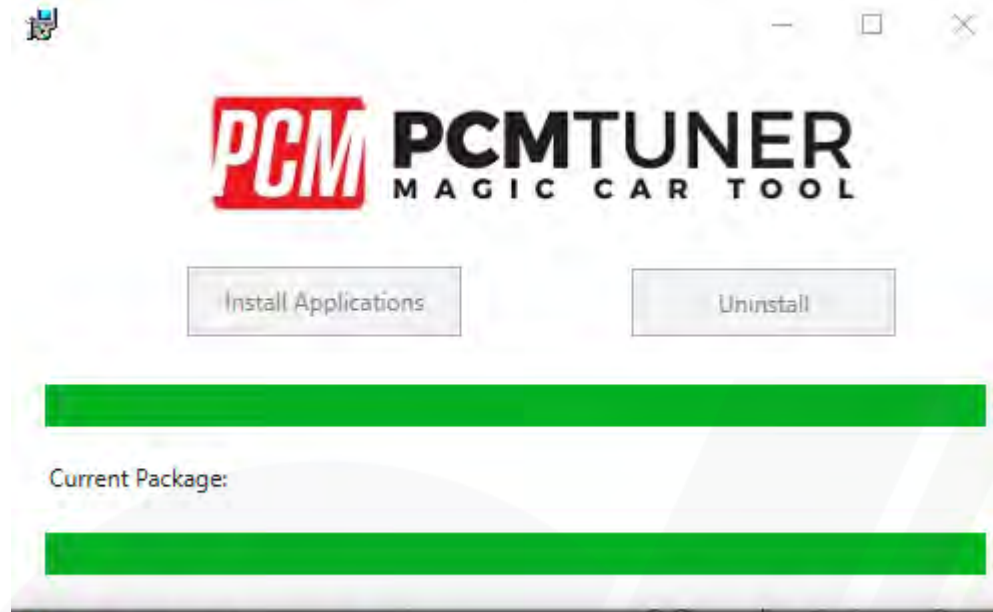 PCM PCMTUNER
MAGIC CAR TOOL
Install Applications Uninstall
Current Package: